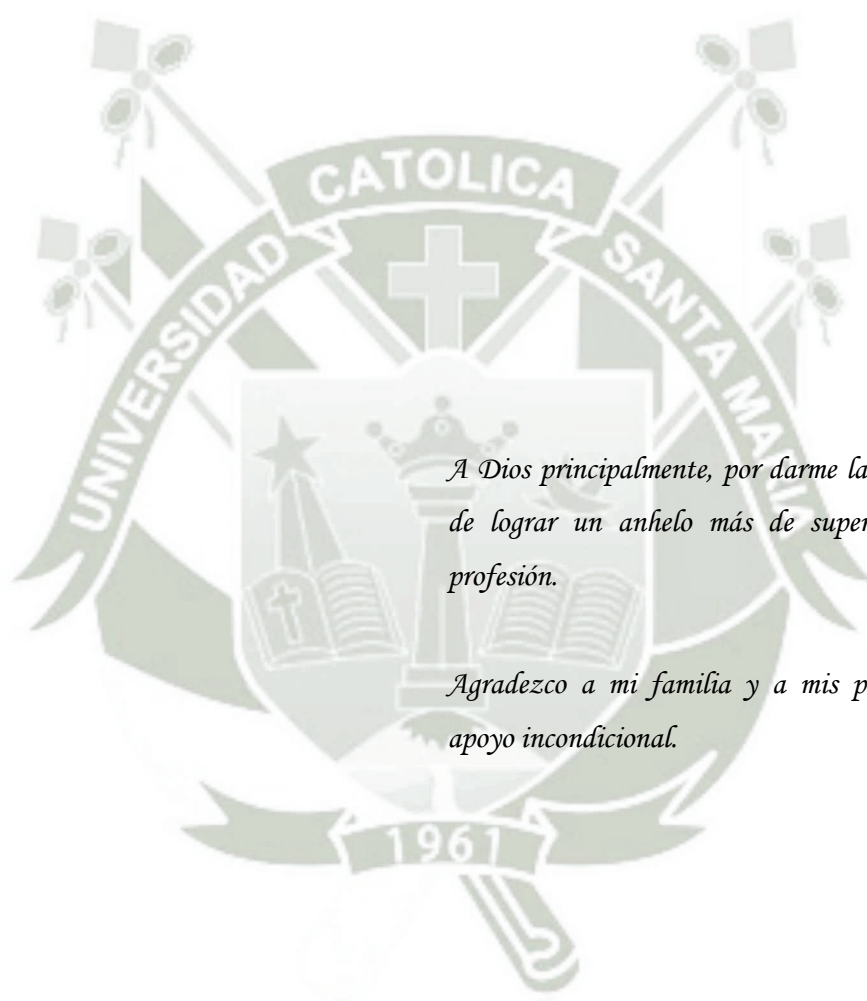 CATOLICA
UNIVERSIDAD
SANTA MARIA
A Dios principalmente, por darme la
de lograr un anhelo más de super
profesión.
Agradezco a mi familia y a mis p
apoyo incondicional.
1961